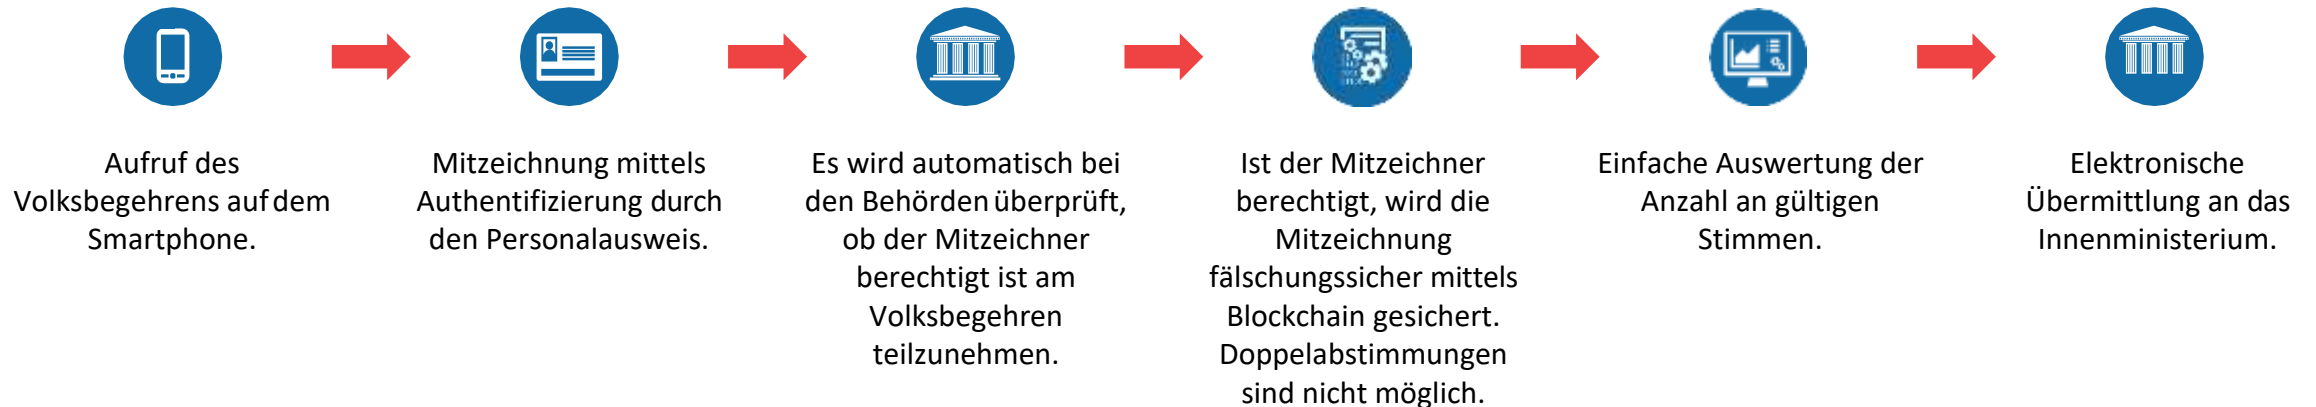 Aufruf des
Volksbegehrens auf dem
Smartphone.
Mitzeichnung mittels
Authentifizierung durch
den Personalausweis.
Es wird automatisch bei
den Behörden überprüft,
ob der Mitzeichner
berechtigt ist am
Volksbegehren
teilzunehmen.
Ist der Mitzeichner
berechtigt, wird die
Mitzeichnung
fälschungssicher mittels
Blockchain gesichert.
Doppelabstimmungen
sind nicht möglich.
Einfache Auswertung der
Anzahl an gültigen
Stimmen.
Elektronische
Übermittlung an das
Innenministerium.